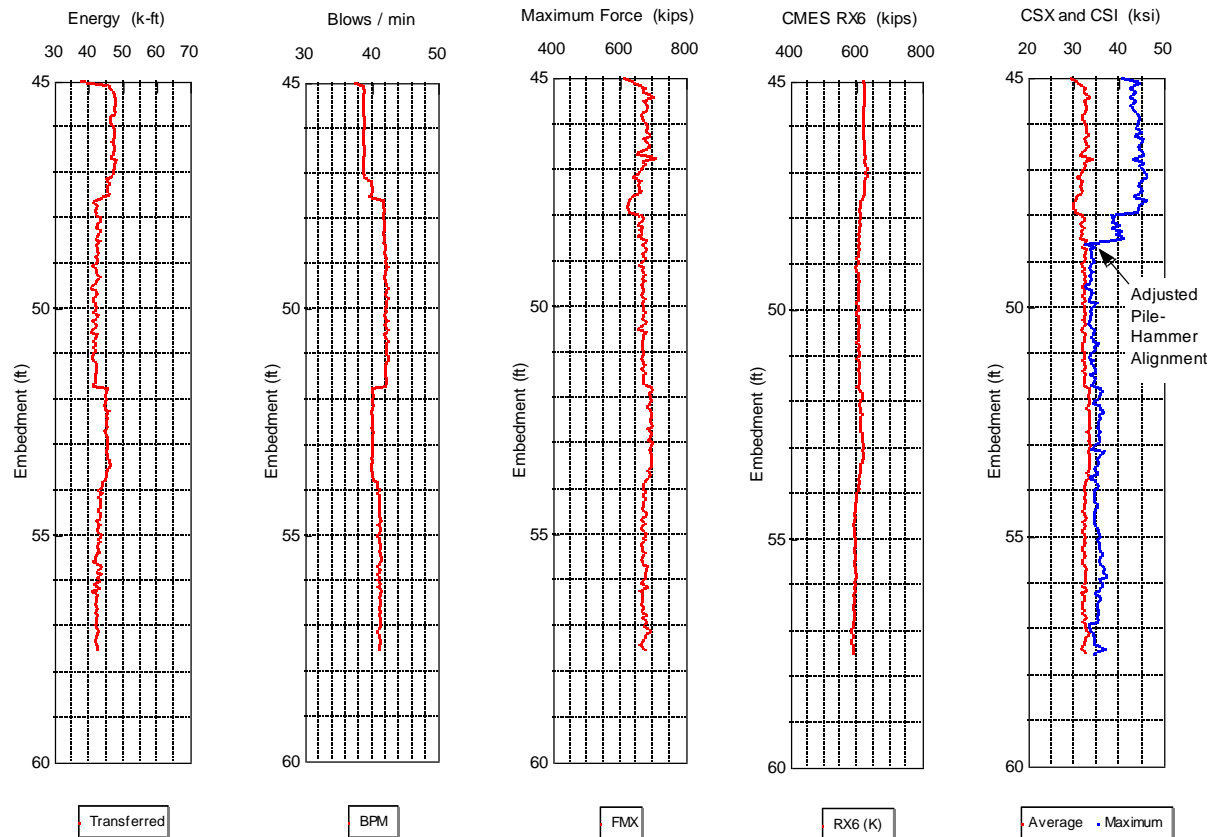 Energy (k-ft)
30 40 50 60 70
45
50
55
60
Embedment (ft)
Transferred
Blows / min
30 40 50
45
50
55
60
Embedment (ft)
BPM
Maximum Force (kips)
400 600 800
45
50
55
60
Embedment (ft)
FMX
CMES RX6 (kips)
400 600 800
45
50
55
60
Embedment (ft)
RX6 (K)
CSX and CSI (ksi)
20 30 40 50
45
50
55
60
Embedment (ft)
Adjusted
Pile-
Hammer
Alignment
Average Maximum